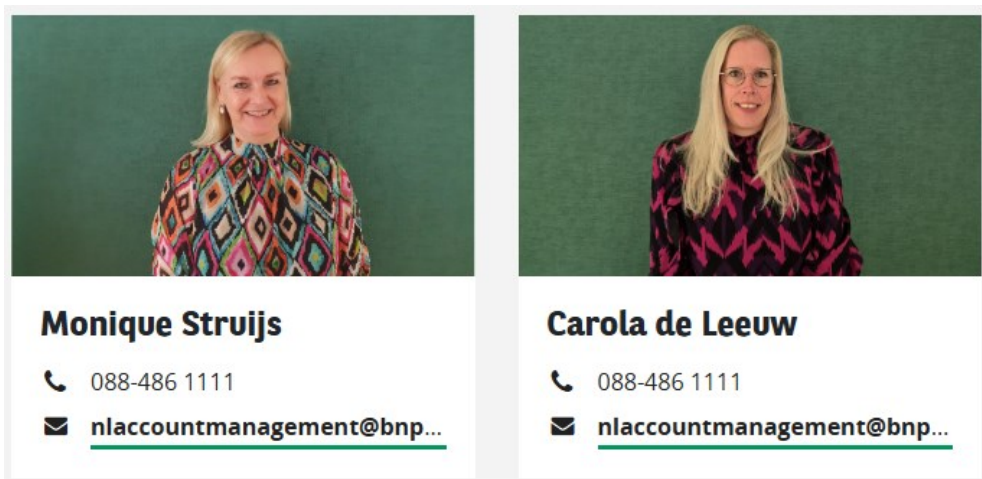 Monique Struijs
088-486 1111
nlaccountmanagement@bnp...
Carola de Leeuw
088-486 1111
nlaccountmanagement@bnp...